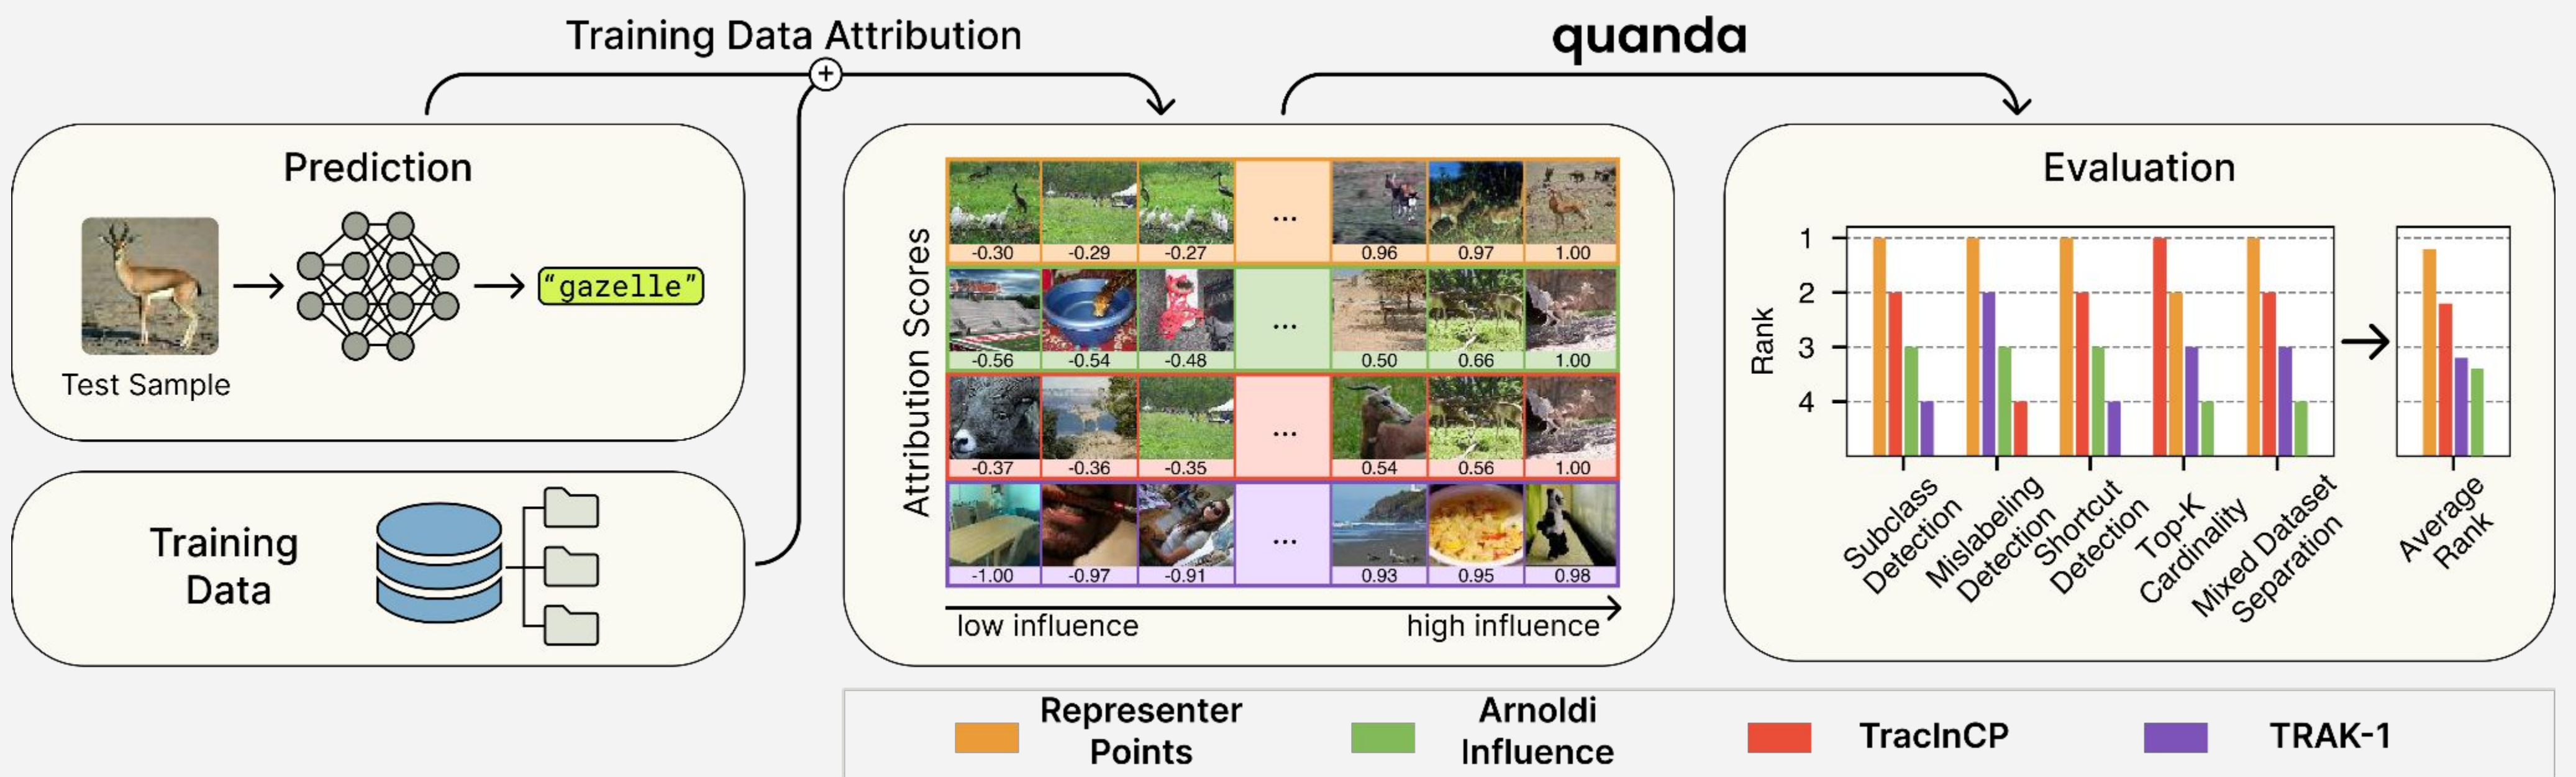 Training Data Attribution
quanda
+
Prediction
"gazelle"
Test Sample
Training
Data
Attribution Scores
...
-0.30 -0.29 -0.27 0.96 0.97 1.00
...
-0.56 -0.54 -0.48 0.50 0.66 1.00
...
-0.37 -0.36 -0.35 0.54 0.56 1.00
...
-1.00 -0.97 -0.91 0.93 0.95 0.98
low influence high influence
Evaluation
Rank
1
2
3
4
Subclass
Detection
Mislabeling
Detection
Shortcut
Detection
Top-K
Cardinality
Mixed Dataset
Separation
Average
Rank
Representer
Points
Arnoldi
Influence
TracInCP
TRAK-1